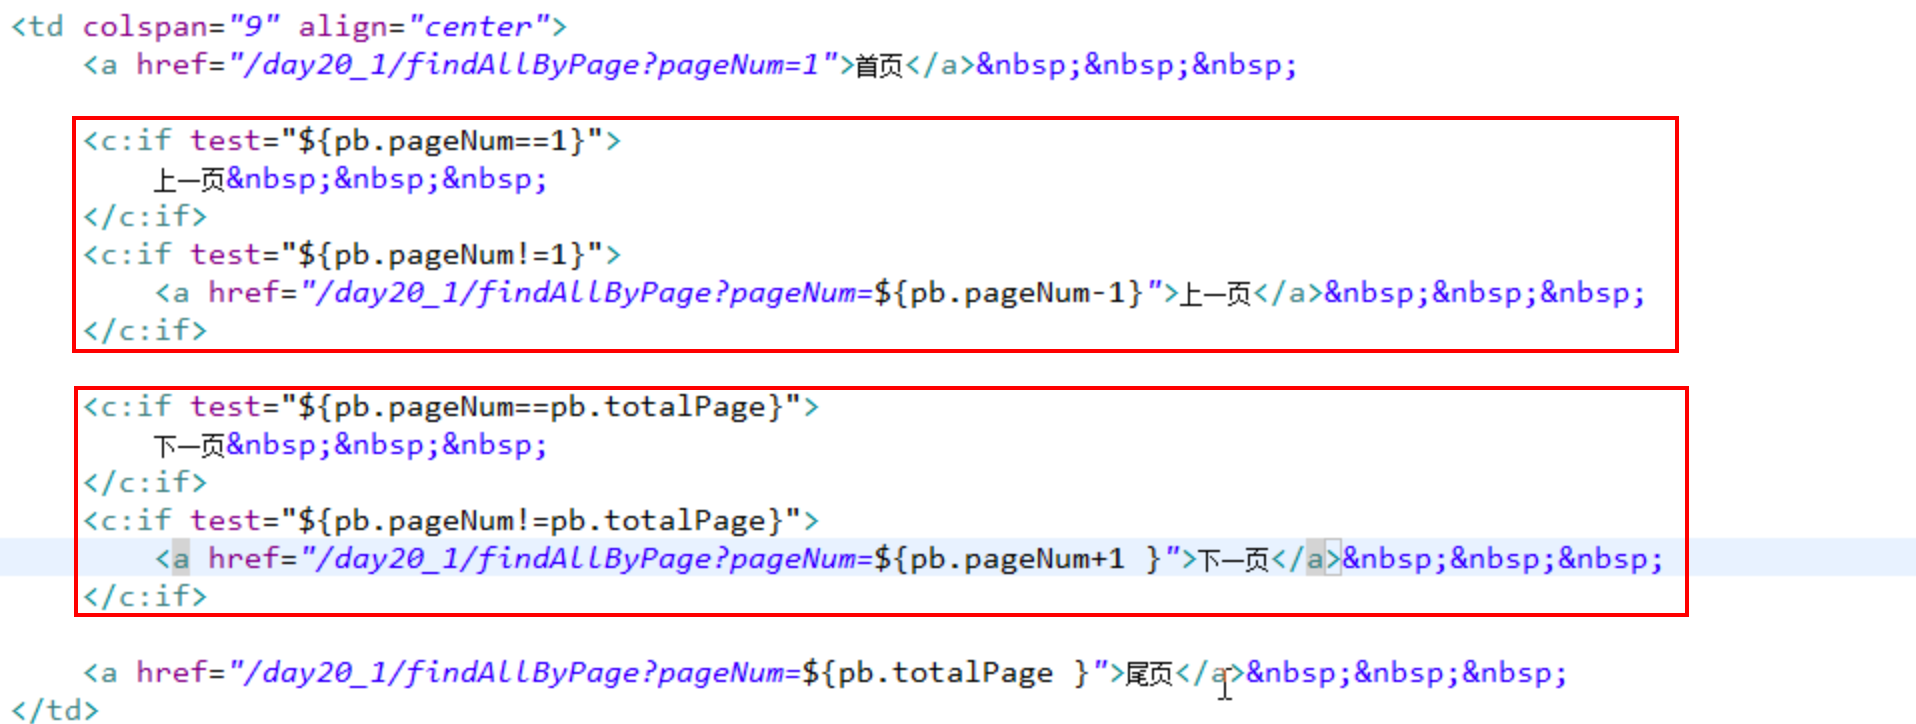 <td colspan="9" align="center">
<a href="/day20_1/findAllByPage?pageNum=1">首页</a>&nbsp;&nbsp;&nbsp;
<c:if test="${pb.pageNum==1}">
上一页&nbsp;&nbsp;&nbsp;
</c:if>
<c:if test="${pb.pageNum!=1}">
<a href="/day20_1/findAllByPage?pageNum=${pb.pageNum-1}">上一页</a>&nbsp;&nbsp;&nbsp;
</c:if>
<c:if test="${pb.pageNum==pb.totalPage}">
下一页&nbsp;&nbsp;&nbsp;
</c:if>
<c:if test="${pb.pageNum!=pb.totalPage}">
<a href="/day20_1/findAllByPage?pageNum=${pb.pageNum+1 }">下一页</a>&nbsp;&nbsp;&nbsp;
</c:if>
<a href="/day20_1/findAllByPage?pageNum=${pb.totalPage }">尾页</a>&nbsp;&nbsp;&nbsp;
</td>